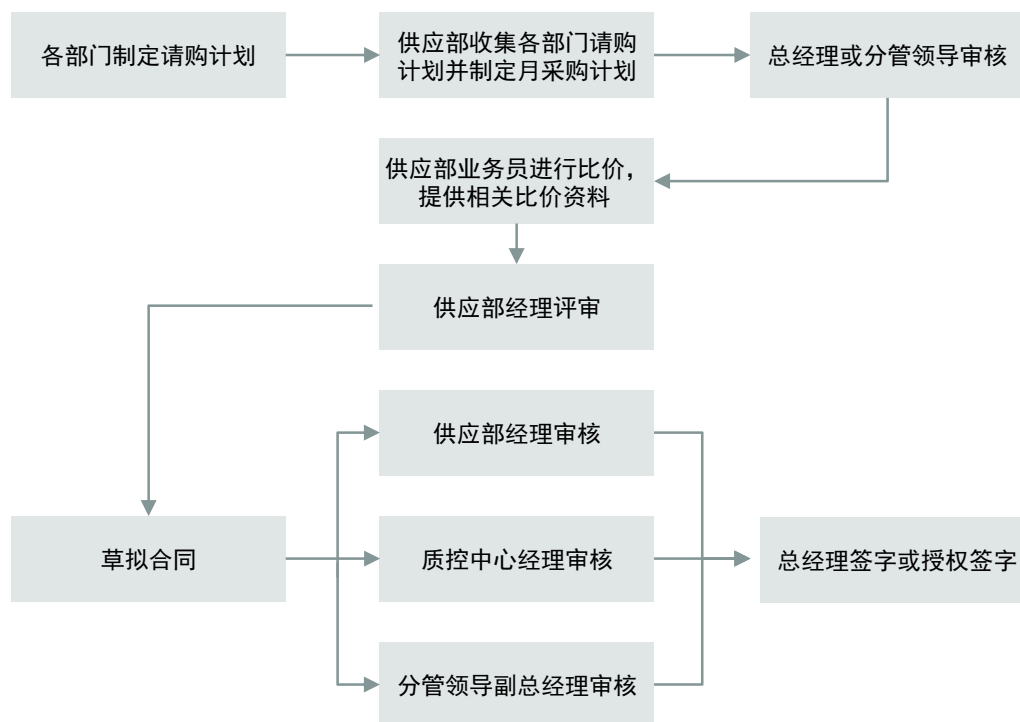 各部门制定请购计划
供应部收集各部门请购
计划并制定月采购计划
总经理或分管领导审核
供应部业务员进行比价，
提供相关比价资料
供应部经理评审
供应部经理审核
草拟合同
质控中心经理审核
总经理签字或授权签字
分管领导副总经理审核